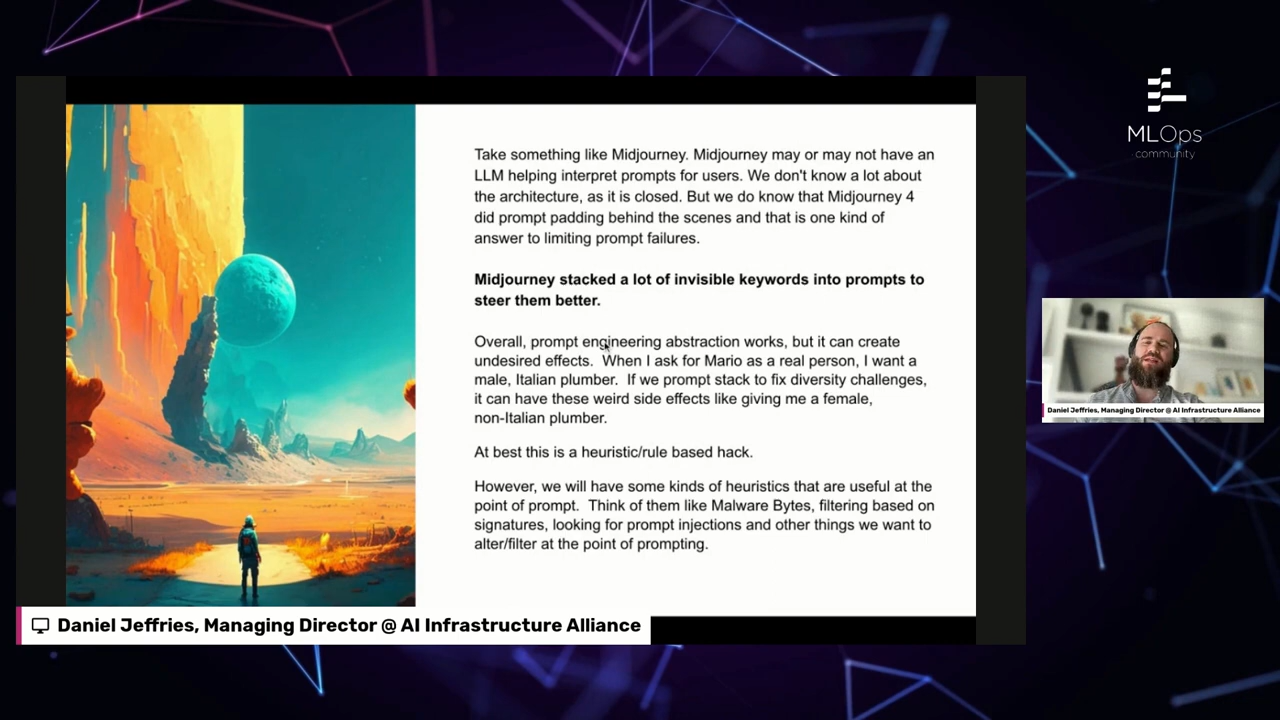 MLOps
community
Take something like Midjourney. Midjourney may or may not have an
LLM helping interpret prompts for users. We don't know a lot about
the architecture, as it is closed. But we do know that Midjourney 4
did prompt padding behind the scenes and that is one kind of
answer to limiting prompt failures.
Midjourney stacked a lot of invisible keywords into prompts to
steer them better.
Overall, prompt engineering abstraction works, but it can create
undesired effects.  When I ask for Mario as a real person, I want a
male, Italian plumber.  If we prompt stack to fix diversity challenges,
it can have these weird side effects like giving me a female,
non-Italian plumber.
At best this is a heuristic/rule based hack.
However, we will have some kinds of heuristics that are useful at the
point of prompt.  Think of them like Malware Bytes, filtering based on
signatures, looking for prompt injections and other things we want to
alter/filter at the point of prompting.
Daniel Jeffries, Managing Director @ AI Infrastructure Alliance
Daniel Jeffries, Managing Director @ AI Infrastructure Alliance